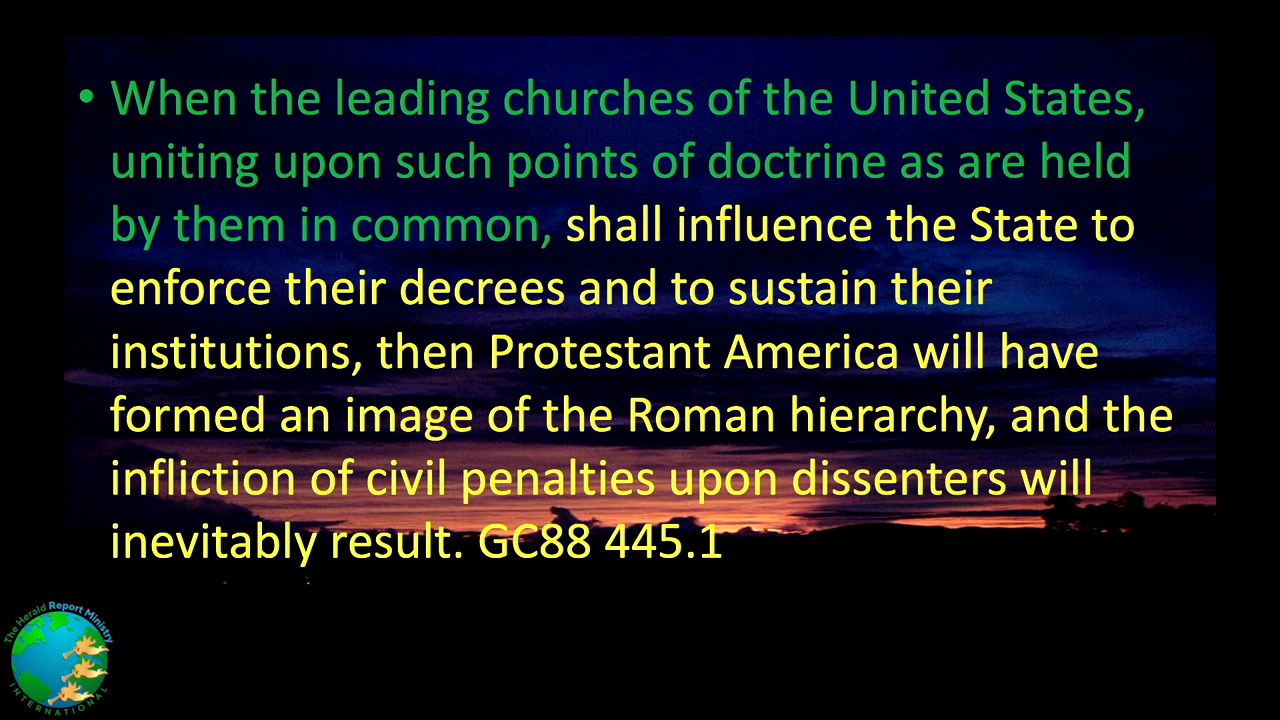 • When the leading churches of the United States,
uniting upon such points of doctrine as are held
by them in common, shall influence the State to
enforce their decrees and to sustain their
institutions, then Protestant America will have
formed an image of the Roman hierarchy, and the
infliction of civil penalties upon dissenters will
inevitably result. GC88 445.1
The Herald Report Ministry
INTERNATIONAL